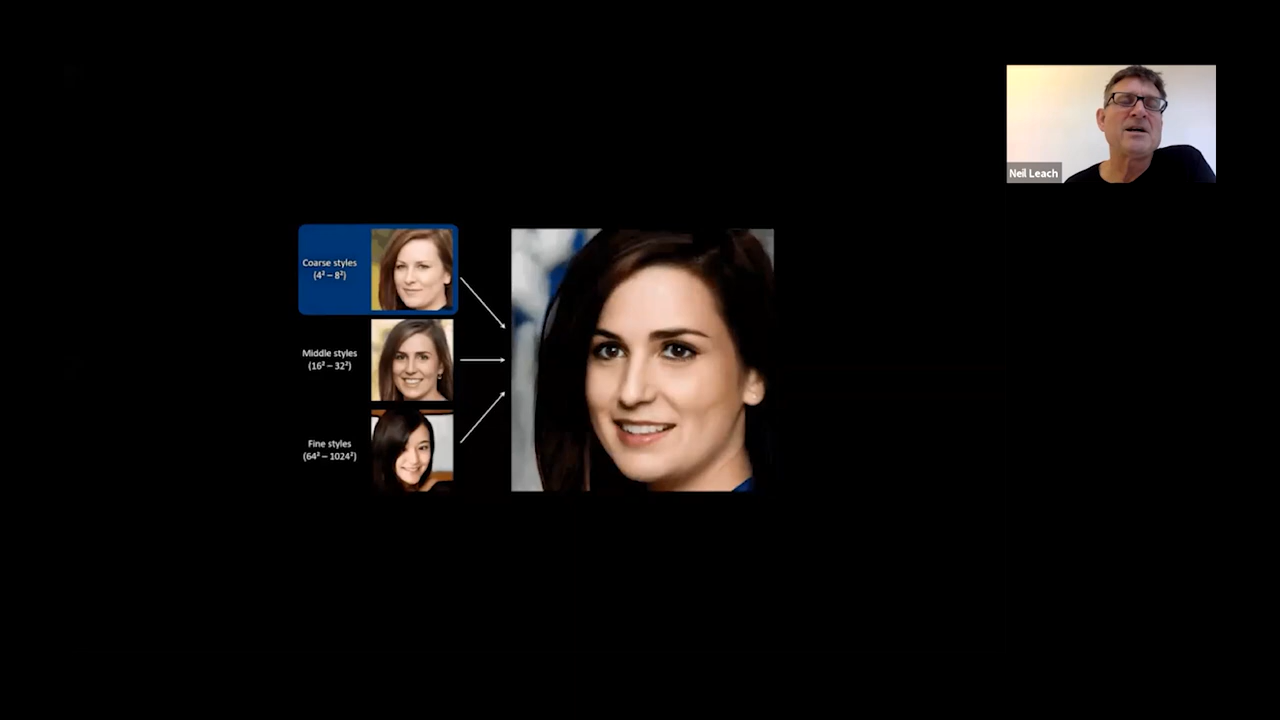 Neil Leach
Coarse styles
(4² – 8²)
Middle styles
(16² – 32²)
Fine styles
(64² – 1024²)